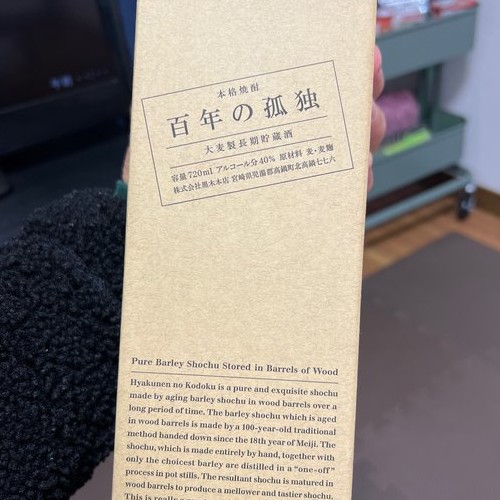 本格焼酎
百年の孤独
大麦製長期貯蔵酒
容量720ml アルコール分40% 原材料 麦・麦麹
株式会社黒木本店 宮崎県児湯郡高鍋町北高鍋七七六
Pure Barley Shochu Stored in Barrels of Wood
Hyakunen no Kodoku is a pure and exquisite shochu
made by aging barley shochu in wood barrels over a
long period of time. The barley shochu which is aged
in wood barrels is made by a 100-year-old traditional
method handed down since the 18th year of Meiji. The
shochu, which is made entirely by hand, together with
only the choicest barley are distilled in a "one-off"
process in pot stills. The resultant shochu is matured in
wood barrels to produce a mellower and tastier shochu.
This is really